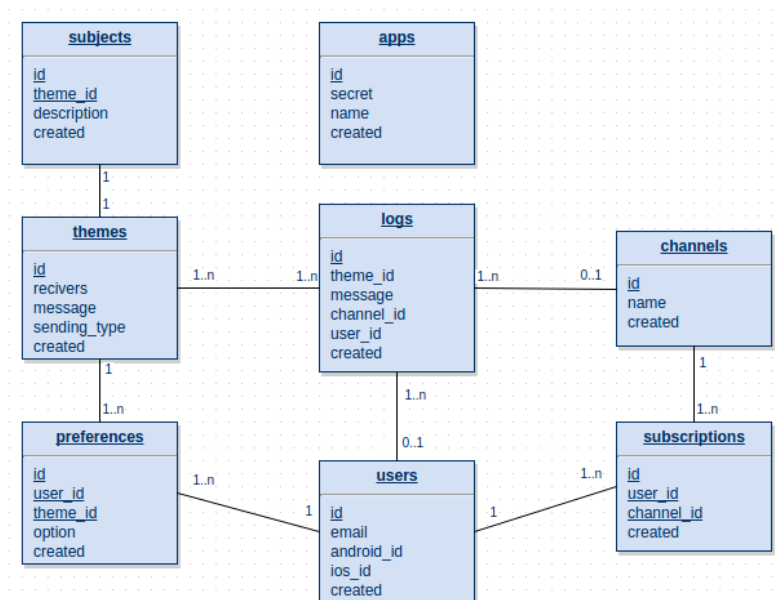 subjects
id
theme_id
description
created
apps
id
secret
name
created
1
1
themes
id
recivers
message
sending_type
created
1..n
1..n
logs
id
theme_id
message
channel_id
user_id
created
1..n
0..1
channels
id
name
created
1
1..n
1..n
0..1
1
1..n
preferences
id
user_id
theme_id
option
created
1..n
1
users
id
email
android_id
ios_id
created
1
1..n
subscriptions
id
user_id
channel_id
created